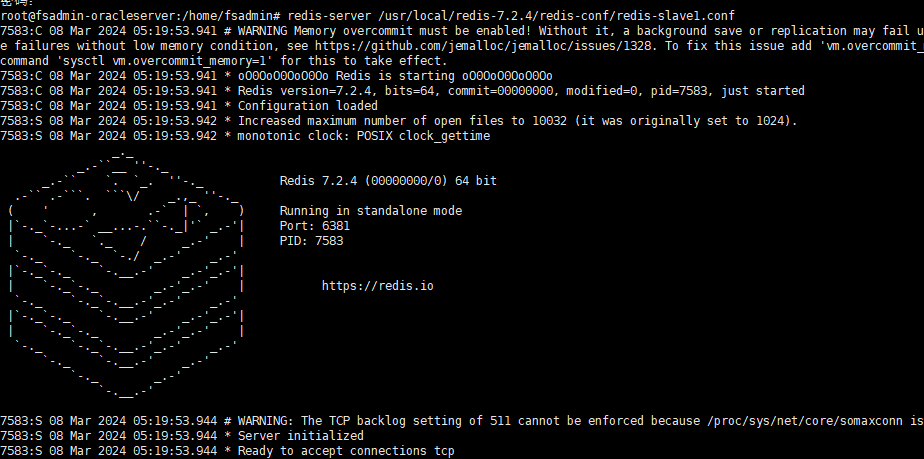 密码：
root@fsadmin-oracleserver:/home/fsadmin# redis-server /usr/local/redis-7.2.4/redis-conf/redis-slave1.conf
7583:C 08 Mar 2024 05:19:53.941 # WARNING Memory overcommit must be enabled! Without it, a background save or replication may fail u
e failures without low memory condition, see https://github.com/jemalloc/jemalloc/issues/1328. To fix this issue add 'vm.overcommit_
command 'sysctl vm.overcommit_memory=1' for this to take effect.
7583:C 08 Mar 2024 05:19:53.941 * oO0OoO0OoO0Oo Redis is starting oO0OoO0OoO0Oo
7583:C 08 Mar 2024 05:19:53.941 * Redis version=7.2.4, bits=64, commit=00000000, modified=0, pid=7583, just started
7583:C 08 Mar 2024 05:19:53.941 * Configuration loaded
7583:S 08 Mar 2024 05:19:53.942 * Increased maximum number of open files to 10032 (it was originally set to 1024).
7583:S 08 Mar 2024 05:19:53.942 * monotonic clock: POSIX clock_gettime
Redis 7.2.4 (00000000/0) 64 bit
Running in standalone mode
Port: 6381
PID: 7583
https://redis.io
7583:S 08 Mar 2024 05:19:53.944 # WARNING: The TCP backlog setting of 511 cannot be enforced because /proc/sys/net/core/somaxconn is
7583:S 08 Mar 2024 05:19:53.944 * Server initialized
7583:S 08 Mar 2024 05:19:53.944 * Ready to accept connections tcp